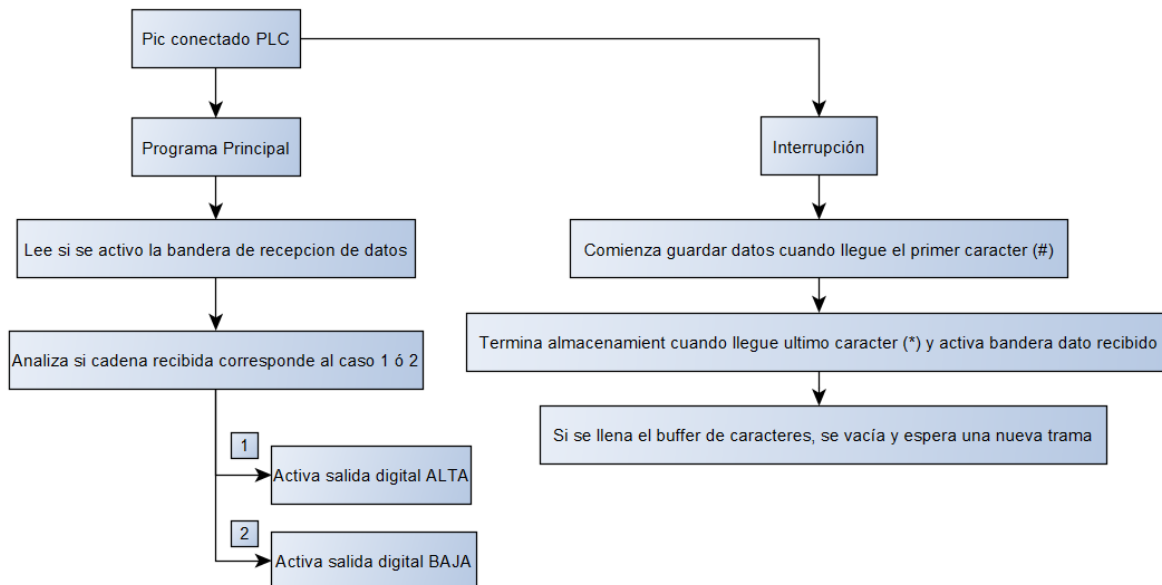 Pic conectado PLC
Programa Principal
Interrupción
Lee si se activo la bandera de recepcion de datos
Comienza guardar datos cuando llegue el primer caracter (#)
Analiza si cadena recibida corresponde al caso 1 ó 2
Termina almacenamient cuando llegue ultimo caracter (*) y activa bandera dato recibido
Si se llena el buffer de caracteres, se vacía y espera una nueva trama
1
Activa salida digital ALTA
2
Activa salida digital BAJA